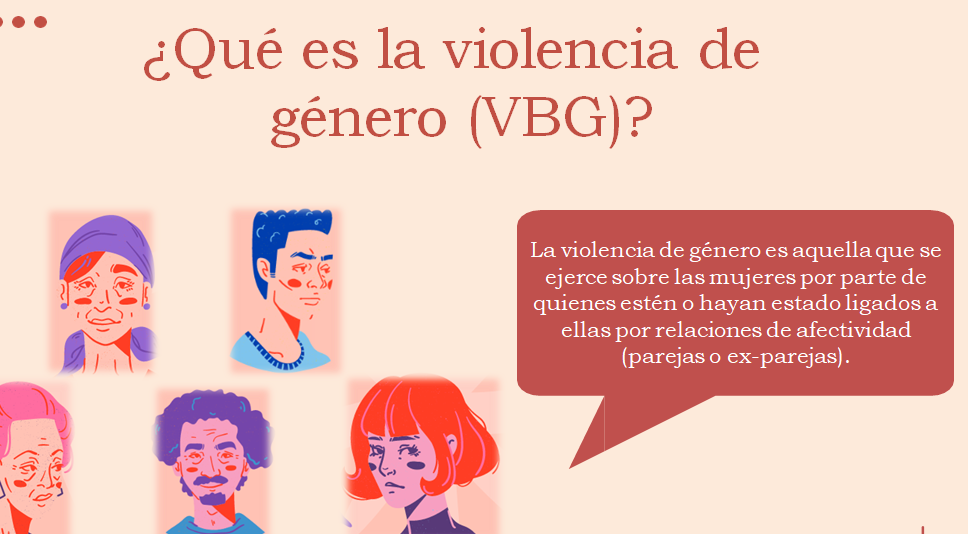 ¿Qué es la violencia de
género (VBG)?
La violencia de género es aquella que se
ejerce sobre las mujeres por parte de
quienes estén o hayan estado ligados a
ellas por relaciones de afectividad
(parejas o ex-parejas).